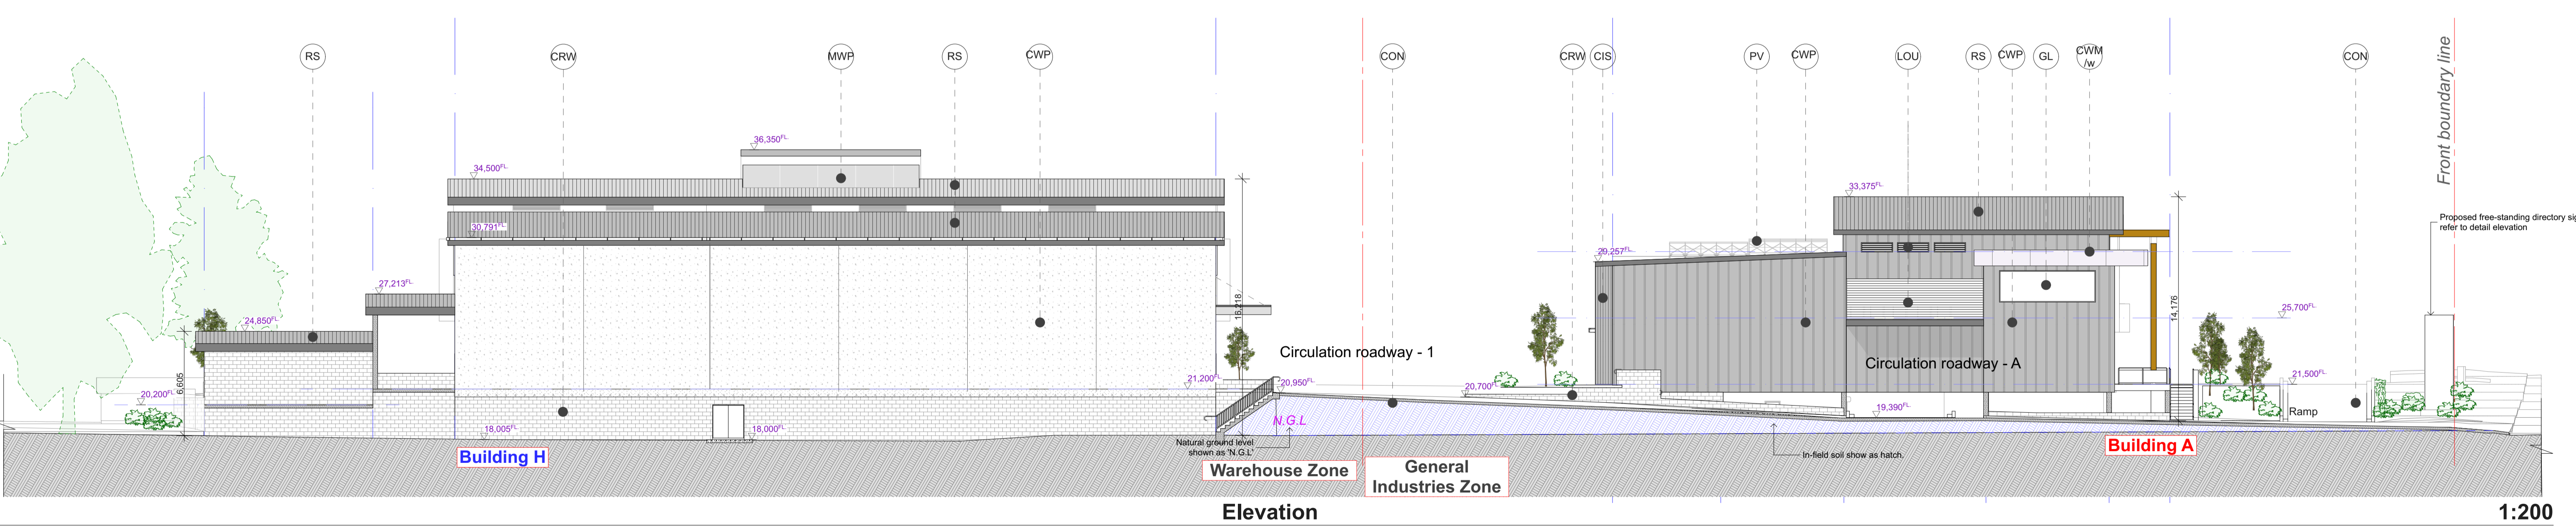 RS
CRW
MWP
RS
CWP
CON
CRW
CIS
PV
CWP
LOU
RS
CWP
GL
CWM
/w
CON
Front boundary line
36,350FL.
34,500FL.
33,375FL.
30,791FL.
29,257FL.
27,213FL.
25,700FL.
24,850FL.
Proposed free-standing directory sig
refer to detail elevation
16,218
14,176
6,605
Circulation roadway - 1
Circulation roadway - A
21,200FL.
20,950FL.
20,700FL.
21,500FL.
20,200FL.
19,390FL.
Ramp
18,005FL.
18,000FL.
N.G.L
Natural ground level
shown as 'N.G.L'
In-field soil show as hatch.
Building H
Building A
Warehouse Zone
General
Industries Zone
Elevation
1:200